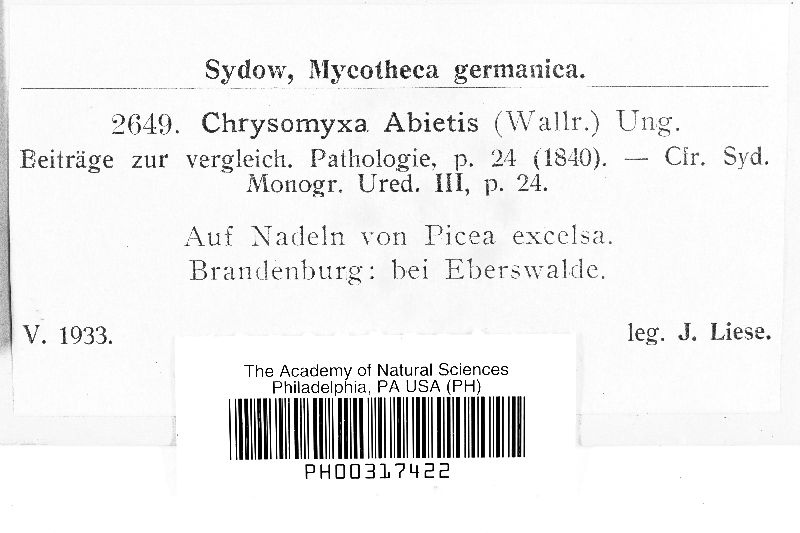 Sydow, Mycotheca germanica.
2649. Chrysomyxa Abietis (Wallr.) Ung.
Beiträge zur vergleich. Pathologie, p. 24 (1840). — Cfr. Syd.
Monogr. Ured. III, p. 24.
Auf Nadeln von Picea excelsa.
Brandenburg: bei Eberswalde.
V. 1933.
leg. J. Liese.
The Academy of Natural Sciences
Philadelphia, PA USA (PH)
PH00317422